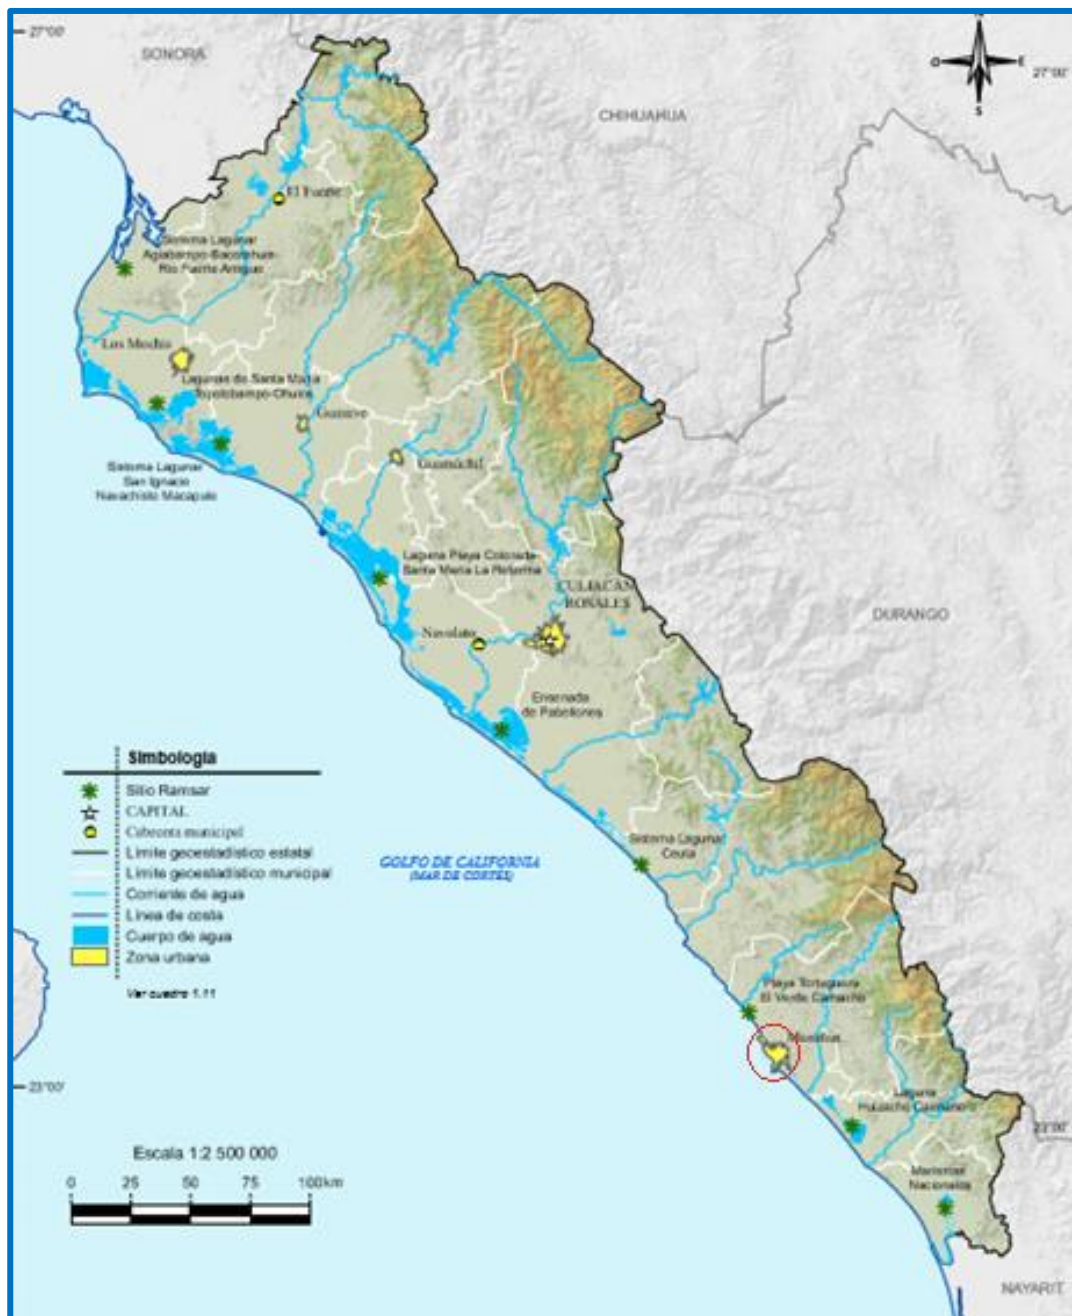 27°00'
SONORA
O
E
S
27°00'
CHIHUAHUA
El Fuerte
Sistema Lagunar
Agiabampo-Bacorehuis-
Río Fuerte Antiguo
Los Mochis
Lagunas de Santa María
Topolobampo-Ohuira
Guasave
Guamúchil
Sistema Lagunar
San Ignacio
Navachiste Macapule
Laguna Playa Colorada-
Santa María La Reforma
CULIACÁN
ROSALES
DURANGO
Navolato
Ensenada
de Pabellones
Simbología
Sitio Ramsar
CAPITAL
Cabecera municipal
Límite geoestadístico estatal
Límite geoestadístico municipal
Corriente de agua
Línea de costa
Cuerpo de agua
Zona urbana
Ver cuadro 1.11
GOLFO DE CALIFORNIA
(MAR DE CORTÉS)
Sistema Lagunar
Ceuta
Playa Tortuguera
El Verde Camacho
Mazatlán
23°00'
Laguna
Huizache Caimanero
23°00'
Escala 1:2 500 000
0 25 50 75 100km
Marismas
Nacionales
NAYARIT